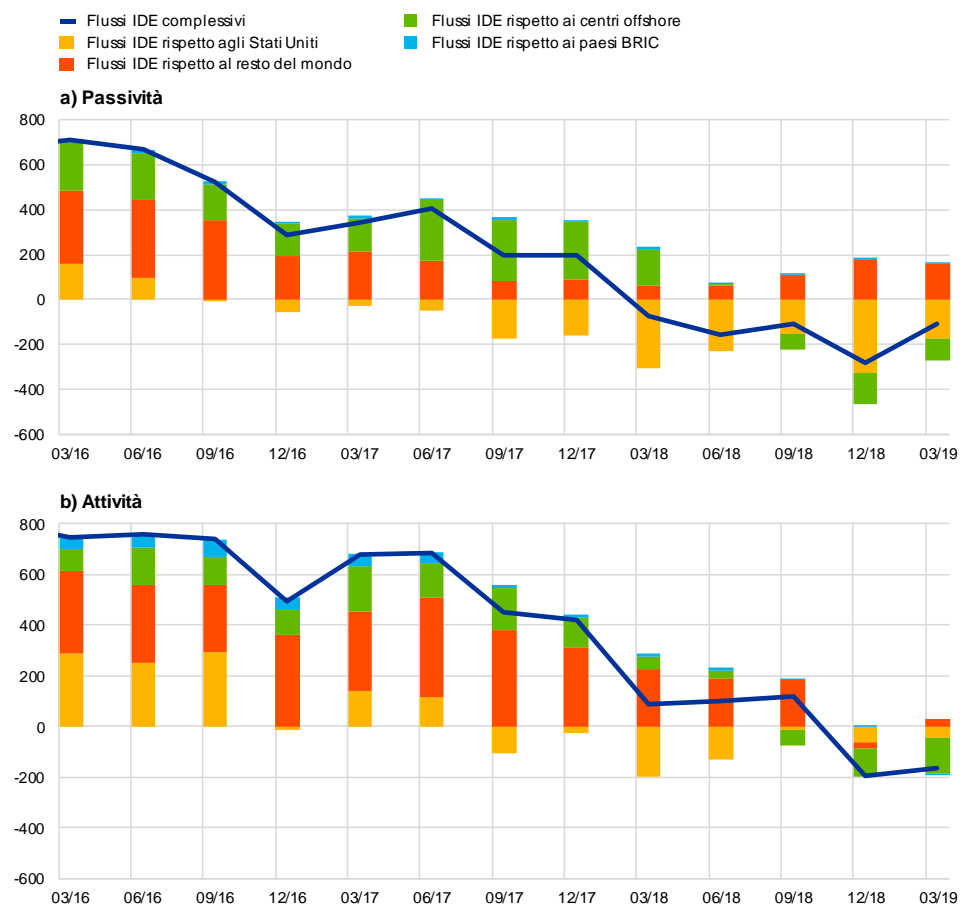 Flussi IDE complessivi
Flussi IDE rispetto agli Stati Uniti
Flussi IDE rispetto al resto del mondo
Flussi IDE rispetto ai centri offshore
Flussi IDE rispetto ai paesi BRIC
a) Passività
800
600
400
200
0
-200
-400
-600
03/16 06/16 09/16 12/16 03/17 06/17 09/17 12/17 03/18 06/18 09/18 12/18 03/19
b) Attività
800
600
400
200
0
-200
-400
-600
03/16 06/16 09/16 12/16 03/17 06/17 09/17 12/17 03/18 06/18 09/18 12/18 03/19